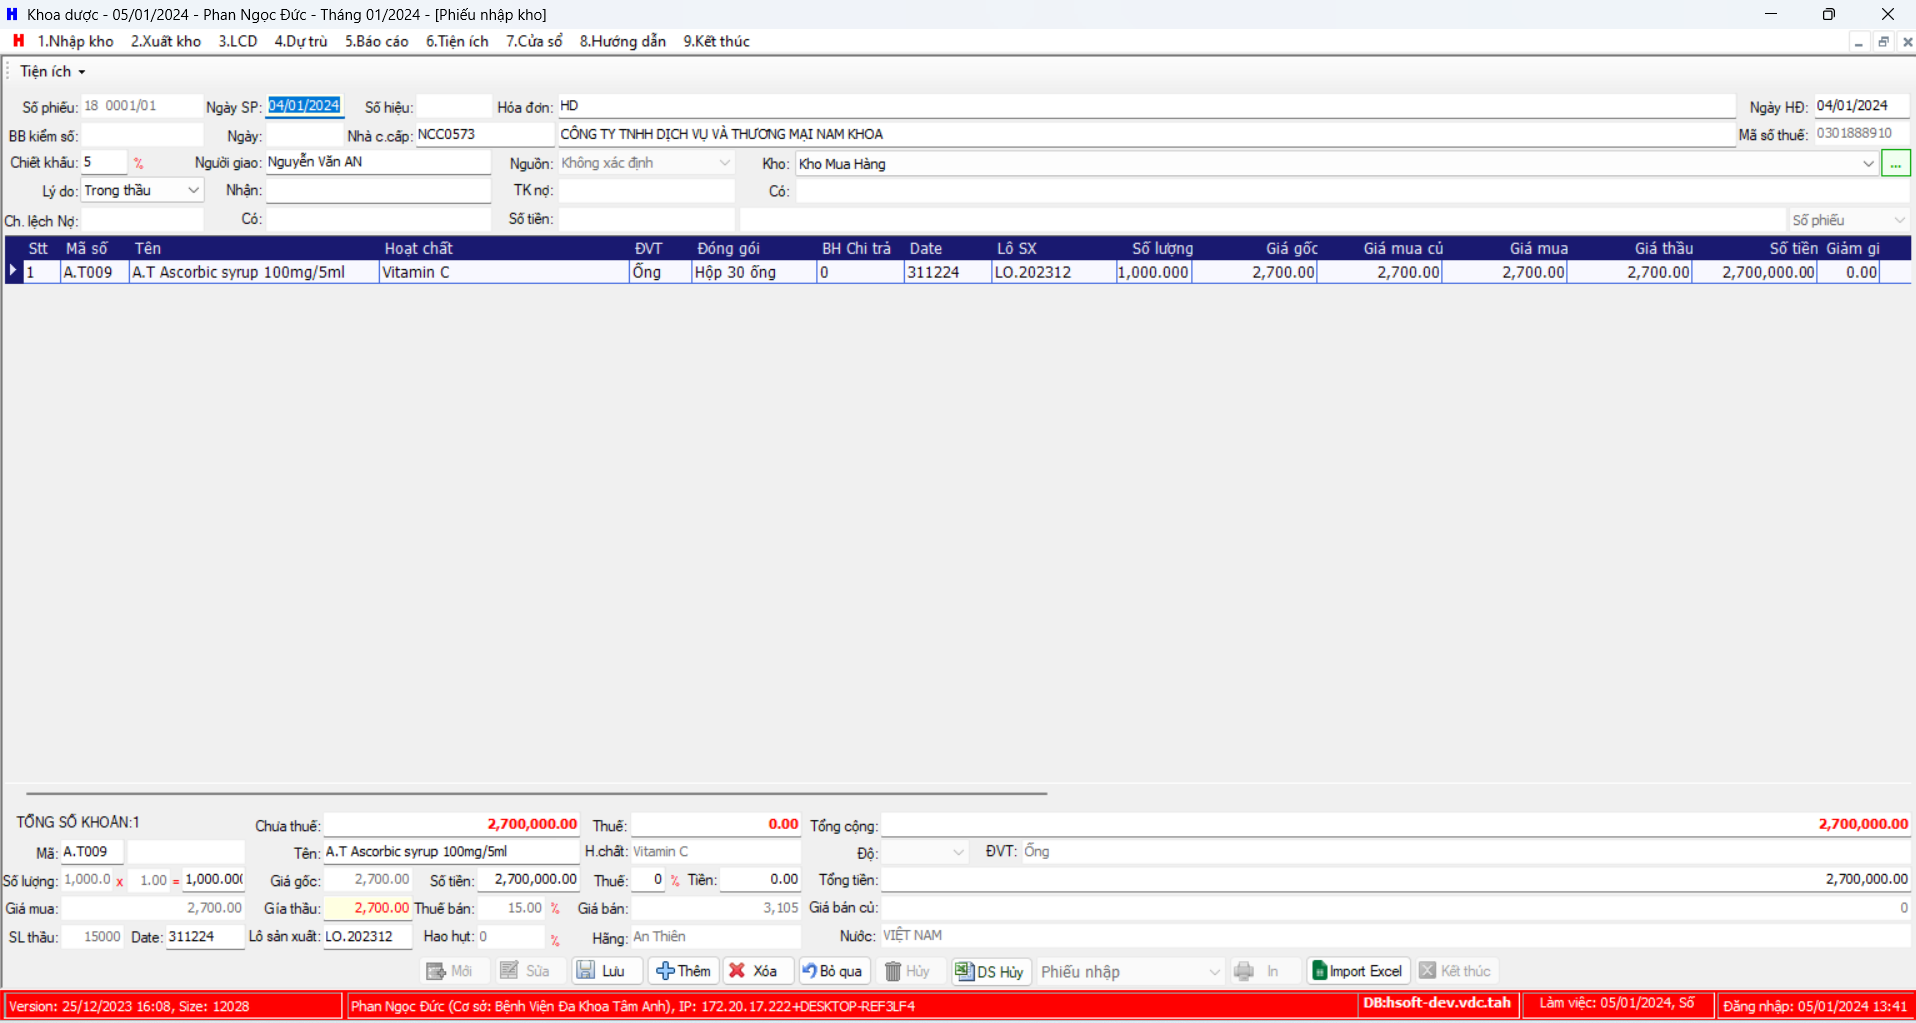 Khoa dược - 05/01/2024 - Phan Ngọc Đức - Tháng 01/2024 - [Phiếu nhập kho]
1.Nhập kho 2.Xuất kho 3.LCD 4.Dự trù 5.Báo cáo 6.Tiện ích 7.Cửa sổ 8.Hướng dẫn 9.Kết thúc
Tiện ích
Số phiếu: 18 0001/01 Ngày SP: 04/01/2024 Số hiệu: Hóa đơn: HD Ngày HĐ: 04/01/2024
BB kiểm số: Ngày: Nhà c.cấp: NCC0573 CÔNG TY TNHH DỊCH VỤ VÀ THƯƠNG MẠI NAM KHOA Mã số thuế: 0301888910
Chiết khấu: 5 % Người giao: Nguyễn Văn AN Nguồn: Không xác định Kho: Kho Mua Hàng ...
Lý do: Trong thầu Nhận: TK nợ: Có:
Ch. lệch Nợ: Có: Số tiền: Số phiếu
Stt Mã số Tên Hoạt chất ĐVT Đóng gói BH Chi trả Date Lô SX Số lượng Giá gốc Giá mua củ Giá mua Giá thầu Số tiền Giảm gi
1 A.T009 A.T Ascorbic syrup 100mg/5ml Vitamin C Ống Hộp 30 ống 0 311224 LO.202312 1,000.000 2,700.00 2,700.00 2,700.00 2,700.00 2,700,000.00 0.00
TỔNG SỐ KHOẢN:1 Chưa thuế: 2,700,000.00 Thuế: 0.00 Tổng cộng: 2,700,000.00
Mã: A.T009 Tên: A.T Ascorbic syrup 100mg/5ml H.chất: Vitamin C Độ: ĐVT: Ống
Số lượng: 1,000.0 x 1.00 = 1,000.000 Giá gốc: 2,700.00 Số tiền: 2,700,000.00 Thuế: 0 % Tiền: 0.00 Tổng tiền: 2,700,000.00
Giá mua: 2,700.00 Gía thầu: 2,700.00 Thuế bán: 15.00 % Giá bán: 3,105 Giá bán củ: 0
SL thầu: 15000 Date: 311224 Lô sản xuất: LO.202312 Hao hụt: 0 % Hãng: An Thiên Nước: VIỆT NAM
Mới Sửa Lưu Thêm Xóa Bỏ qua Hủy DS Hủy Phiếu nhập In Import Excel Kết thúc
Version: 25/12/2023 16:08, Size: 12028 Phan Ngọc Đức (Cơ sở: Bệnh Viện Đa Khoa Tâm Anh), IP: 172.20.17.222+DESKTOP-REF3LF4 DB:hsoft-dev.vdc.tah Làm việc: 05/01/2024, Số Đăng nhập: 05/01/2024 13:41